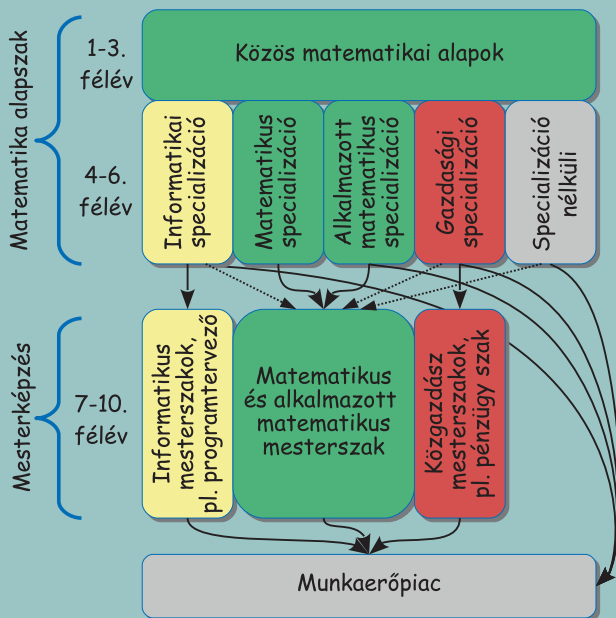 Matematika alapszak
1-3.
félév
Közös matematikai alapok
4-6.
félév
Informatikai
specializáció
Matematikus
specializáció
Alkalmazott
matematikus
specializáció
Gazdasági
specializáció
Specializáció
nélküli
Mesterképzés
7-10.
félév
Informatikus
mesterszakok,
pl. programtervező
Matematikus
és alkalmazott
matematikus
mesterszak
Közgazdász
mesterszakok,
pl. pénzügy szak
Munkaerőpiac